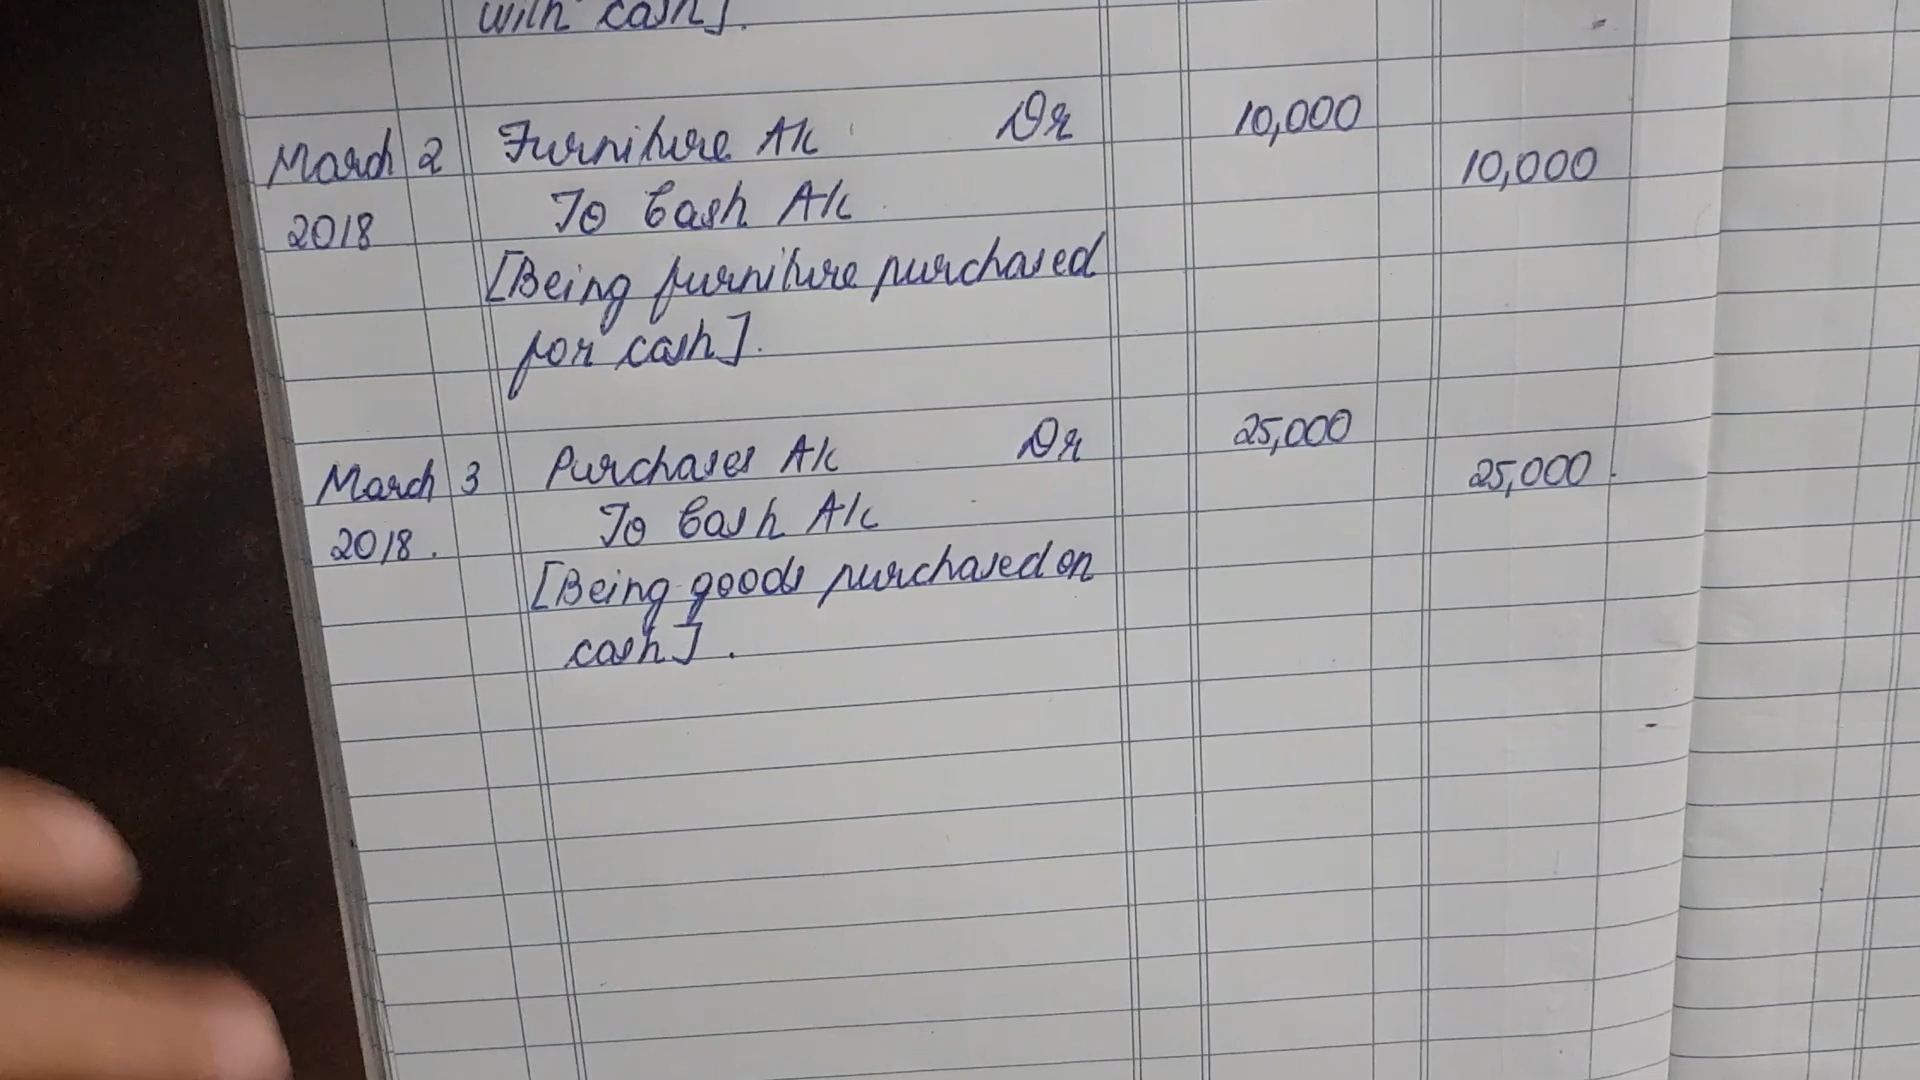 with cash].
March 2 Furniture A/c Dr 10,000
2018 To Cash A/c 10,000
[Being furniture purchased
for cash].
March 3 Purchases A/c Dr 25,000
2018. To Cash A/c 25,000
[Being goods purchased on
cash].